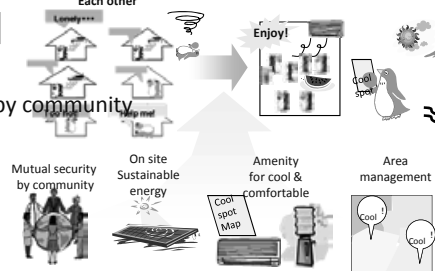 Each other
Lonely・・・
Enjoy!
Cool
spot
by community
Help me!
Mutual security
by community
On site
Sustainable
energy
Amenity
for cool &
comfortable
Area
management
Cool
spot
Map
Cool !
Cool !